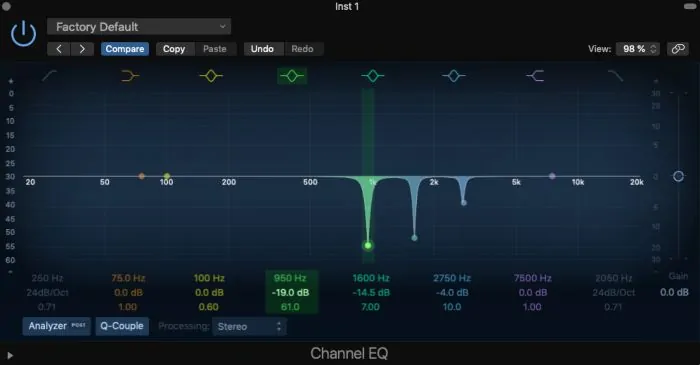 Inst 1
Factory Default
Compare Copy Paste Undo Redo View: 98 %
+ +
0 30
5 20
10
15 10
20 5
25
30 0
20 50 100 200 500 1k 2k 5k 10k 20k
35
40 5
45 10
50
55 20
60 30
- -
250 Hz 75.0 Hz 100 Hz 950 Hz 1600 Hz 2750 Hz 7500 Hz 2050 Hz Gain
24dB/Oct 0.0 dB 0.0 dB -19.0 dB -14.5 dB -4.0 dB 0.0 dB 24dB/Oct 0.0 dB
0.71 1.00 0.60 61.0 7.00 10.0 1.00 0.71
Analyzer POST Q-Couple Processing: Stereo
Channel EQ